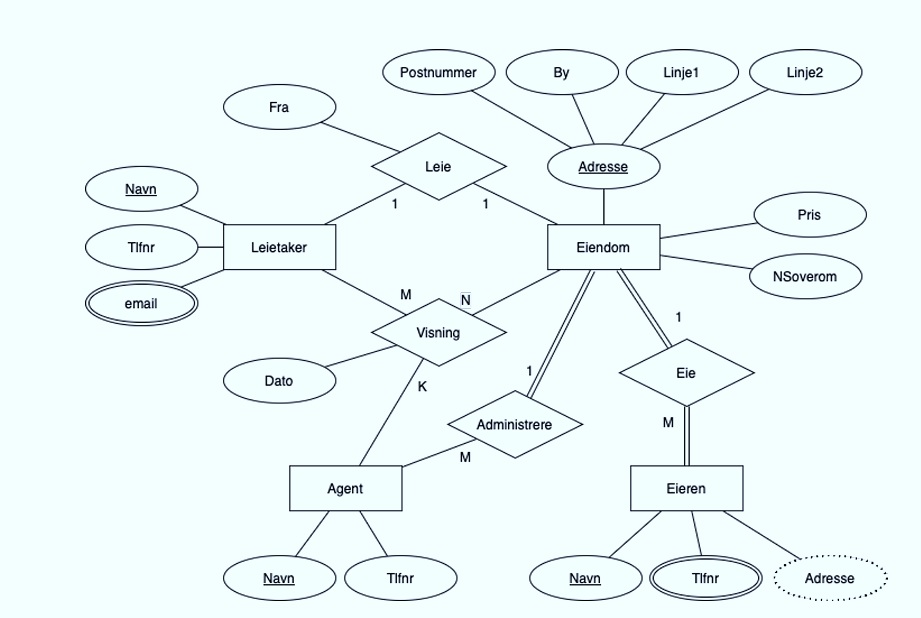 Postnummer
By
Linje1
Linje2
Fra
Leie
Adresse
Navn
1
1
Pris
Tlfnr
Leietaker
Eiendom
NSoverom
email
M
N
Visning
1
Dato
K
1
Eie
Administrere
M
M
Agent
Eieren
Navn
Tlfnr
Navn
Tlfnr
Adresse